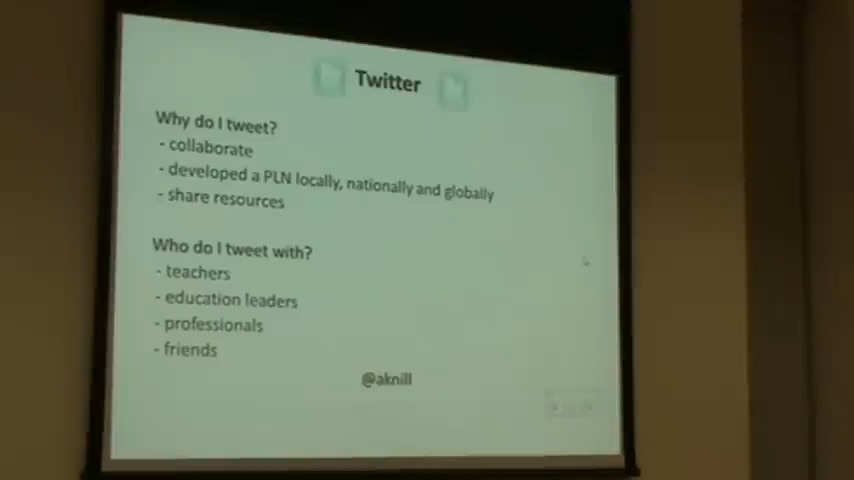 Twitter
Why do I tweet?
- collaborate
- developed a PLN locally, nationally and globally
- share resources
Who do I tweet with?
- teachers
- education leaders
- professionals
- friends
@aknill